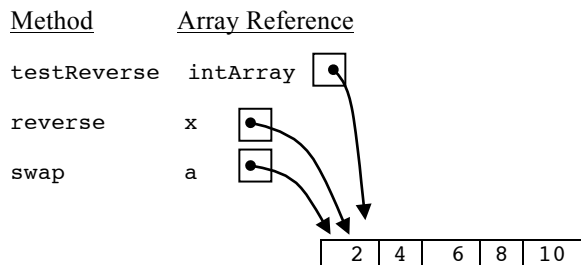 Method Array Reference
testReverse intArray
reverse x
swap a
2 4 6 8 10